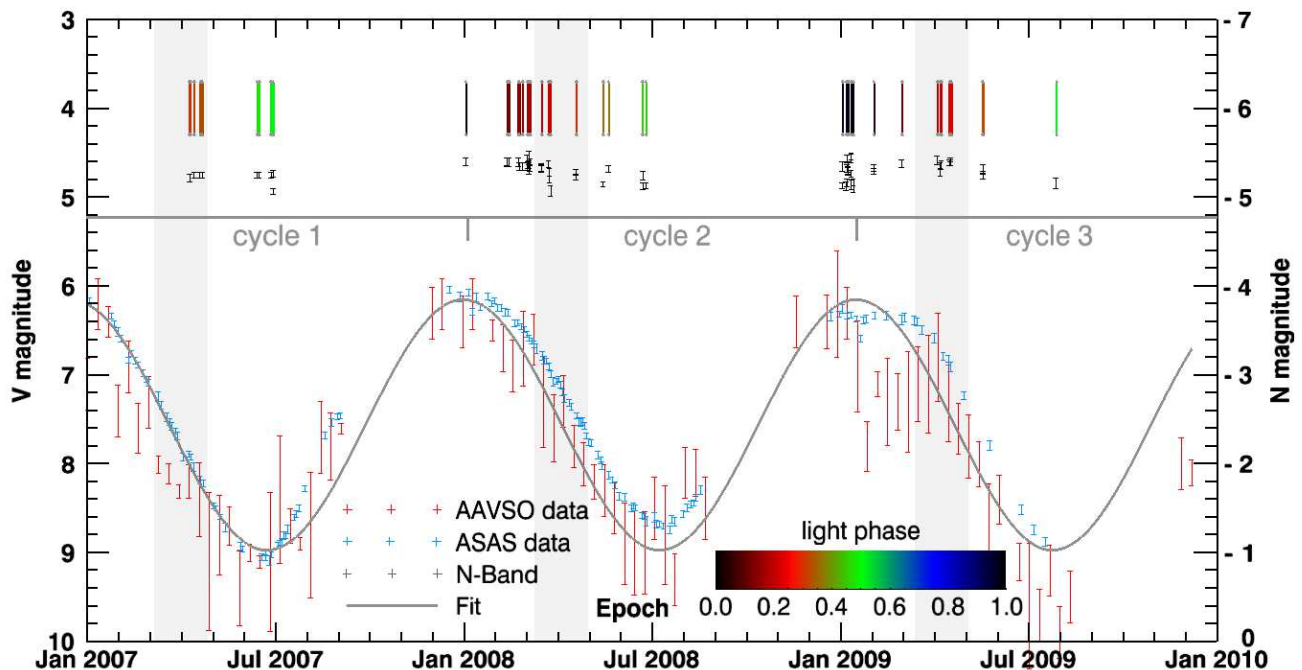 3
4
5
6
7
8
9
10
V magnitude
- 7
- 6
- 5
- 4
- 3
- 2
- 1
0
N magnitude
cycle 1
cycle 2
cycle 3
AAVSO data
ASAS data
N-Band
Fit
light phase
0.0 0.2 0.4 0.6 0.8 1.0
Epoch
Jan 2007 Jul 2007 Jan 2008 Jul 2008 Jan 2009 Jul 2009 Jan 2010